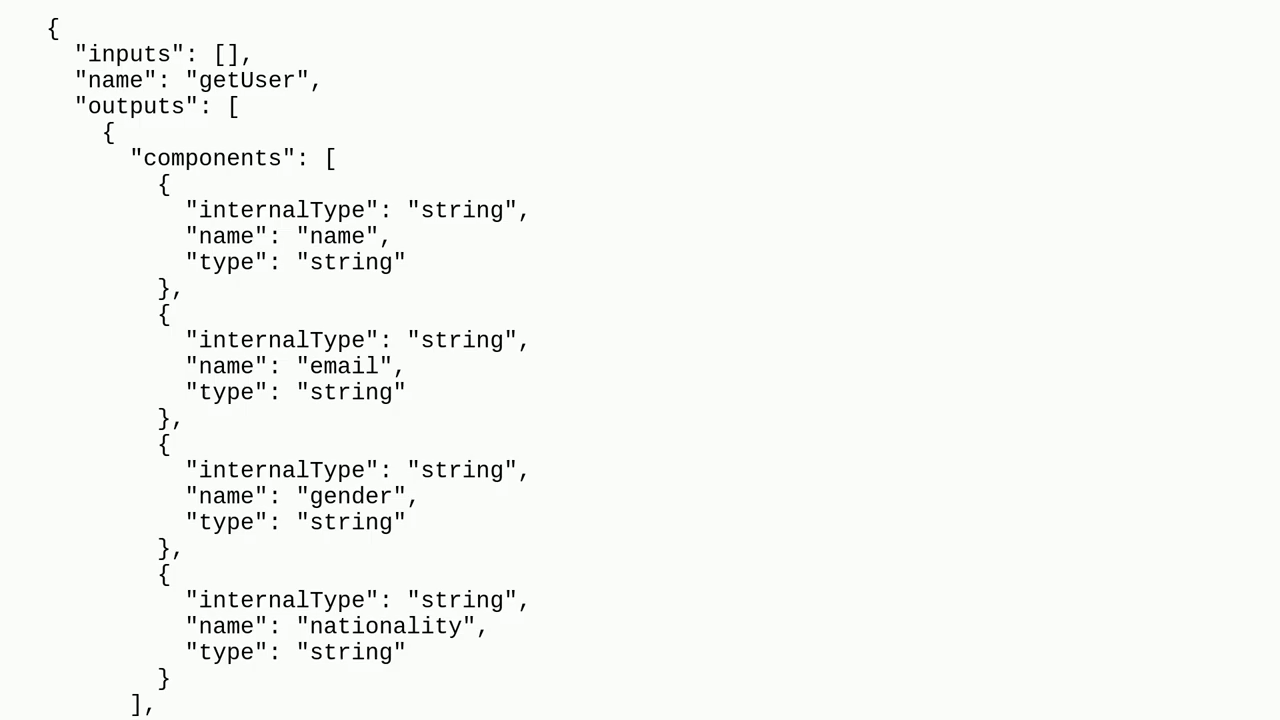 {
  "inputs": [],
  "name": "getUser",
  "outputs": [
    {
      "components": [
        {
          "internalType": "string",
          "name": "name",
          "type": "string"
        },
        {
          "internalType": "string",
          "name": "email",
          "type": "string"
        },
        {
          "internalType": "string",
          "name": "gender",
          "type": "string"
        },
        {
          "internalType": "string",
          "name": "nationality",
          "type": "string"
        }
      ],